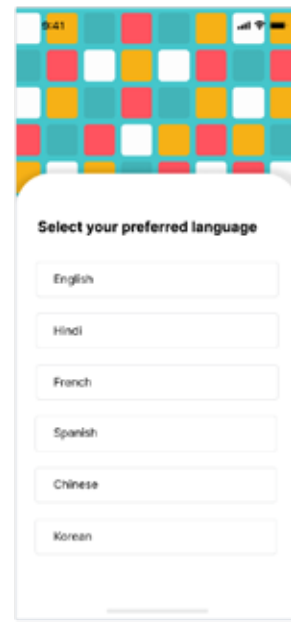 9:41
Select your preferred language
English
Hindi
French
Spanish
Chinese
Korean